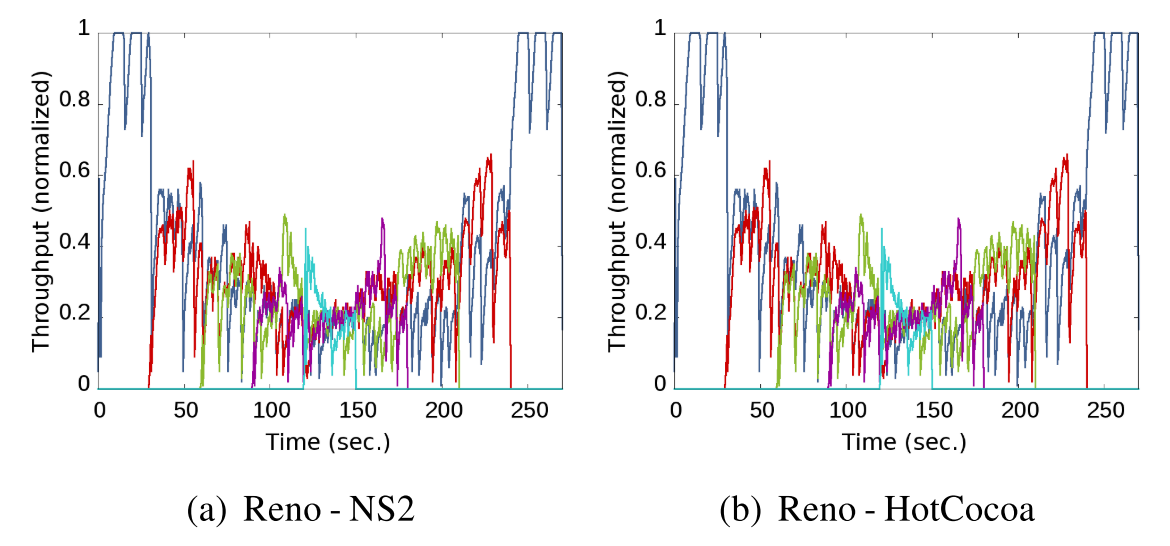 Throughput (normalized)
1
0.8
0.6
0.4
0.2
0
0 50 100 150 200 250
Time (sec.)
(a) Reno - NS2
Throughput (normalized)
1
0.8
0.6
0.4
0.2
0
0 50 100 150 200 250
Time (sec.)
(b) Reno - HotCocoa